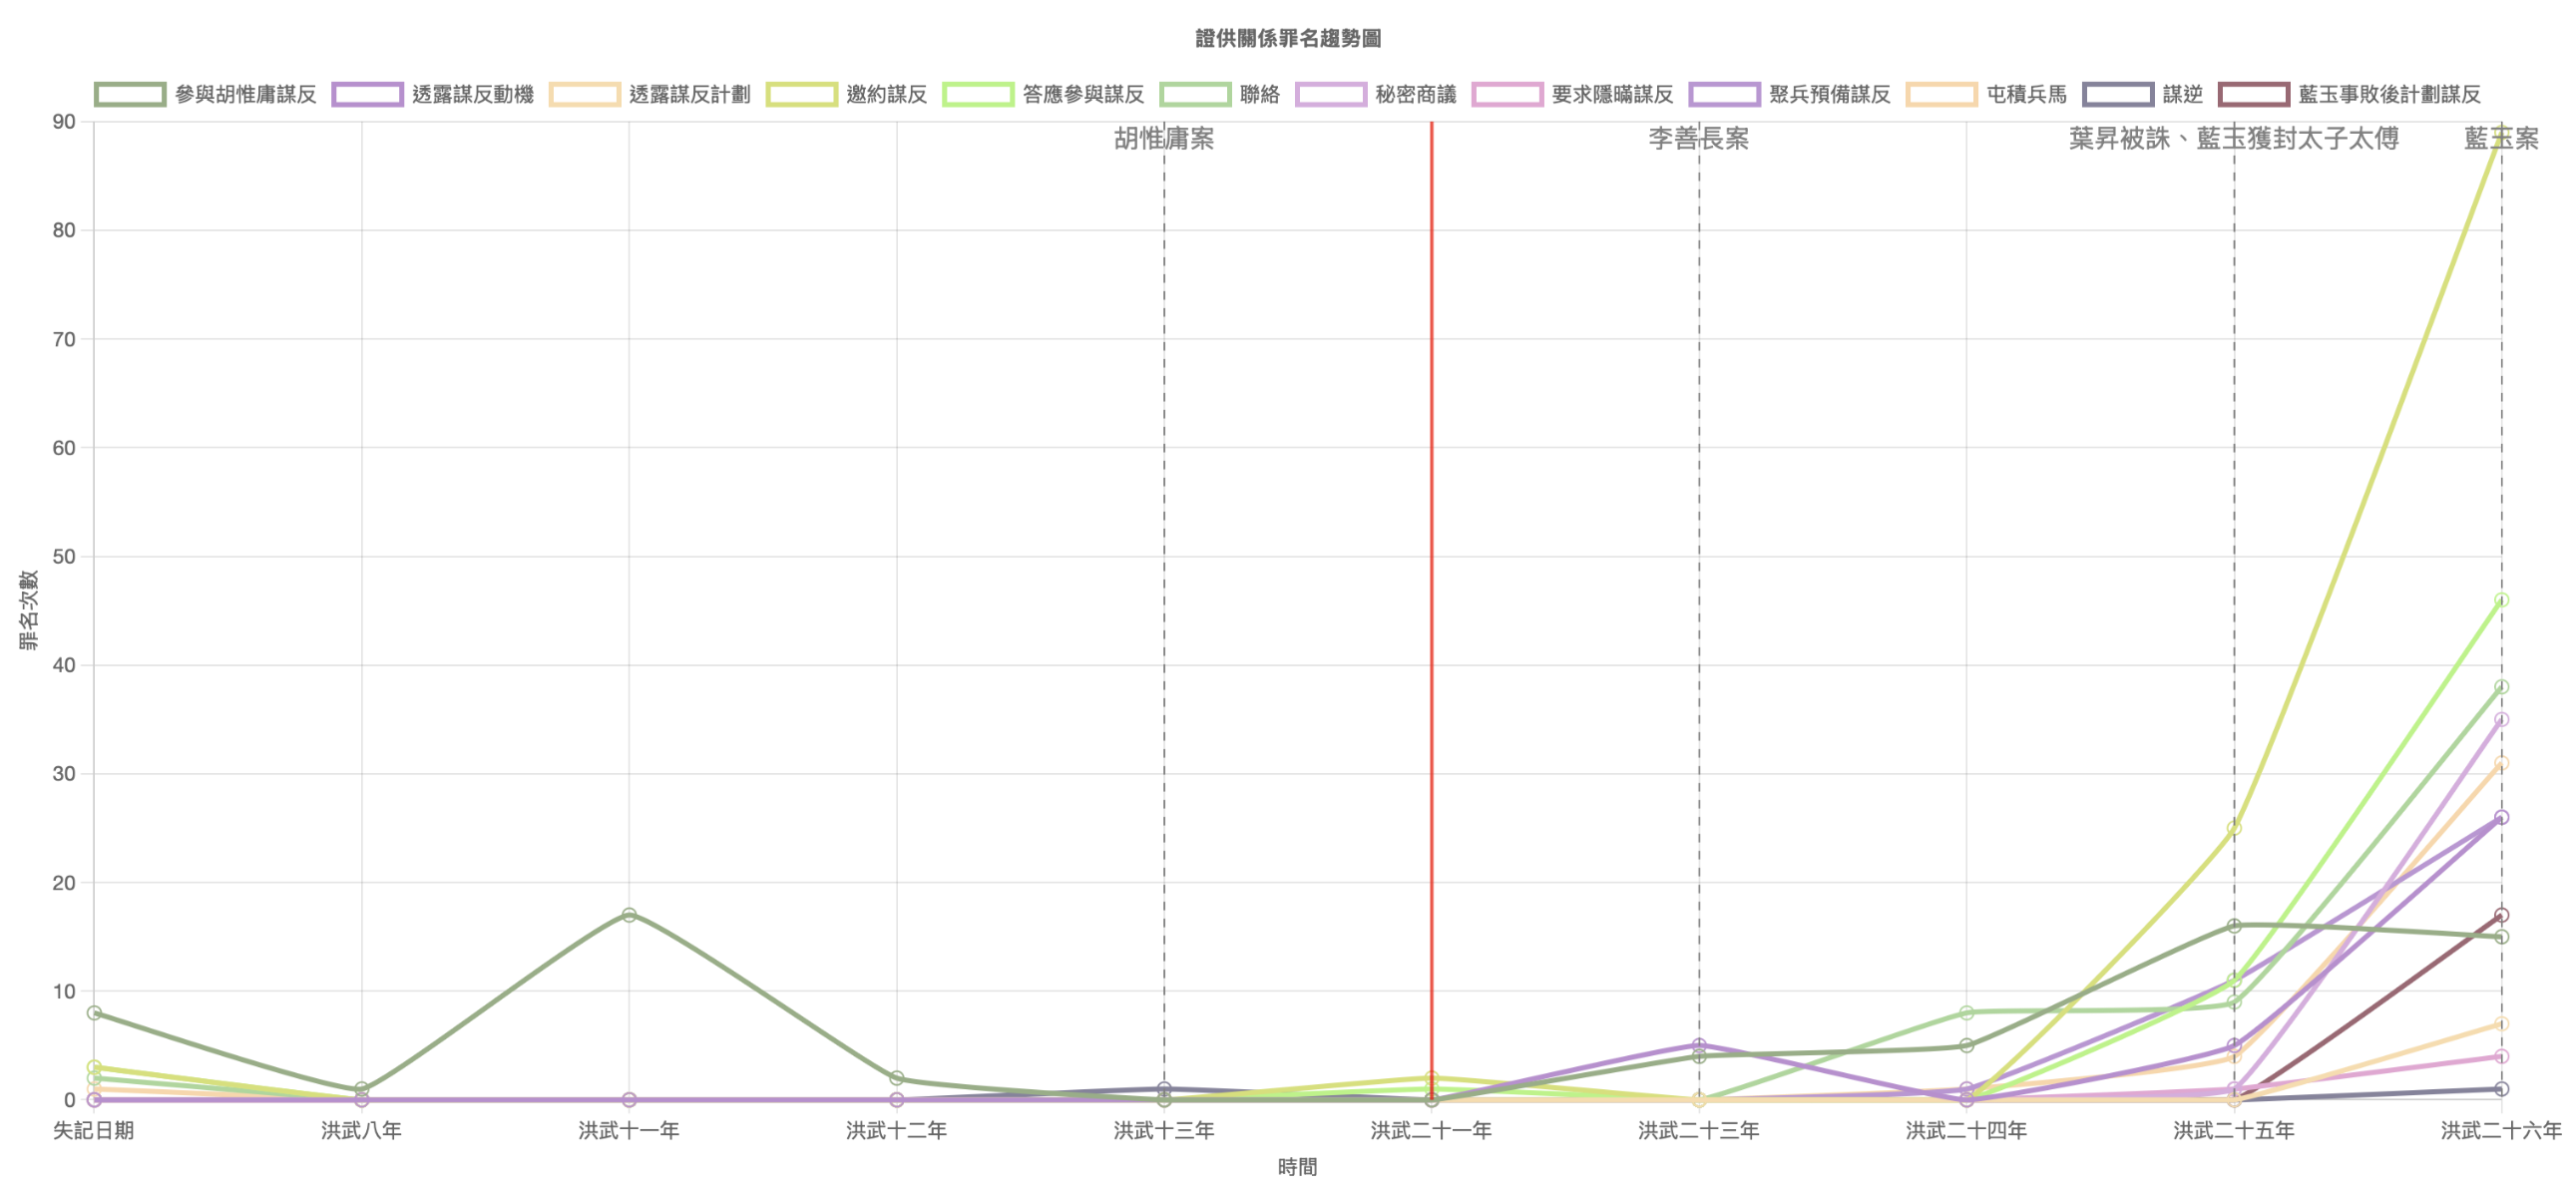 證供關係罪名趨勢圖
參與胡惟庸謀反 透露謀反動機 透露謀反計劃 邀約謀反 答應參與謀反 聯絡 秘密商議 要求隱瞞謀反 聚兵預備謀反 屯積兵馬 謀逆 藍玉事敗後計劃謀反
胡惟庸案 李善長案 葉昇被誅、藍玉獲封太子太傅 藍玉案
90
80
70
60
50
40
30
20
10
0
罪名次數
失記日期 洪武八年 洪武十一年 洪武十二年 洪武十三年 洪武二十一年 洪武二十三年 洪武二十四年 洪武二十五年 洪武二十六年
時間